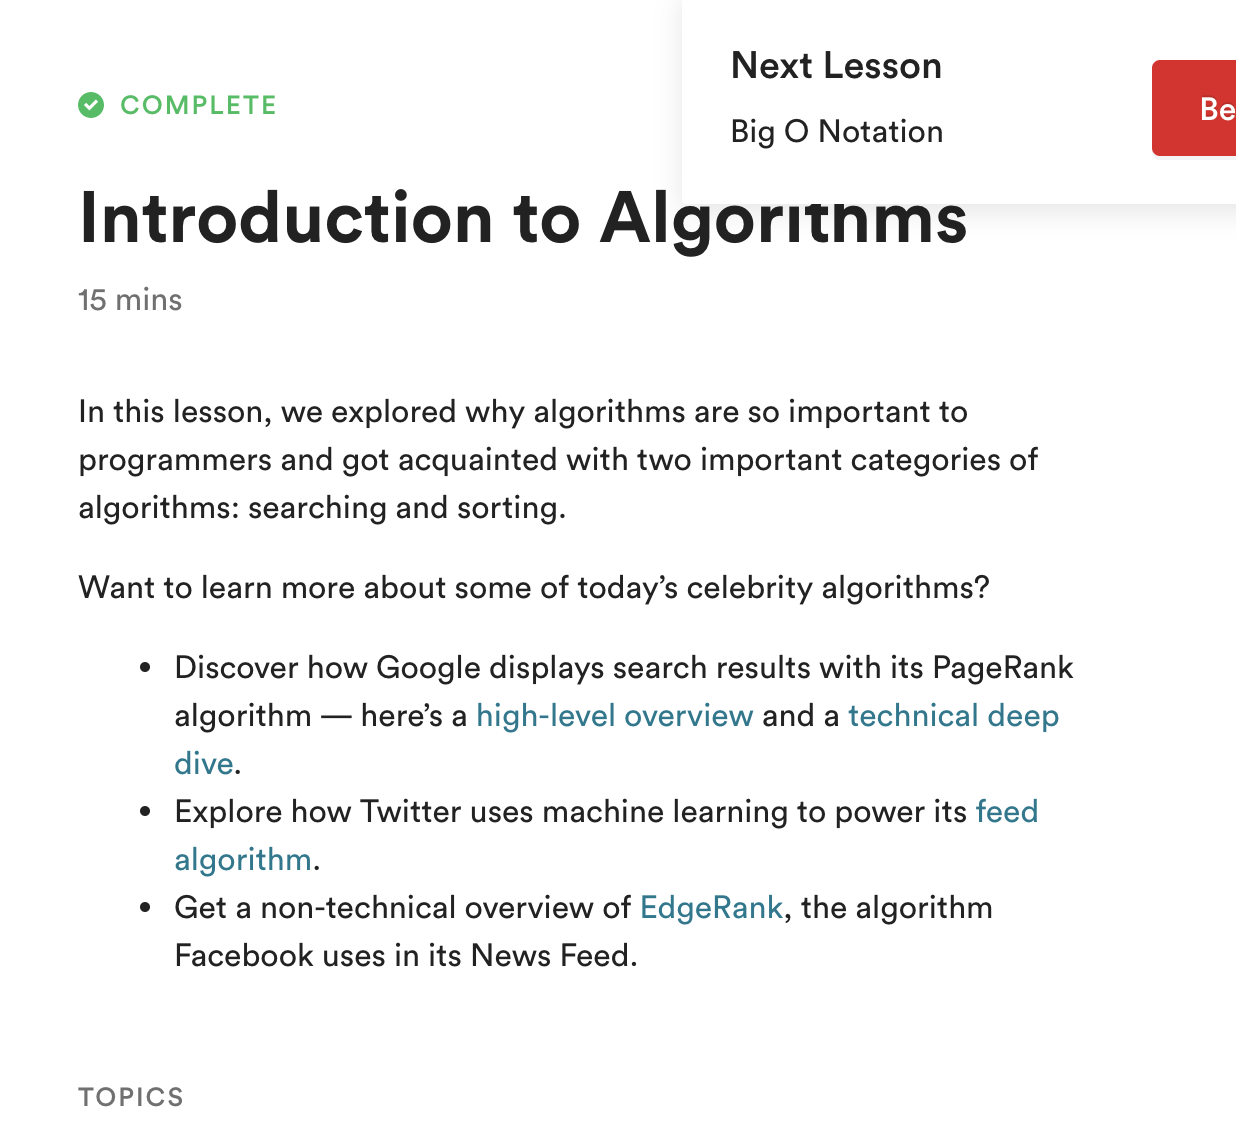 Next Lesson
Big O Notation
Be
COMPLETE
Introduction to Algorithms
15 mins
In this lesson, we explored why algorithms are so important to
programmers and got acquainted with two important categories of
algorithms: searching and sorting.
Want to learn more about some of today’s celebrity algorithms?
• Discover how Google displays search results with its PageRank
algorithm — here’s a high-level overview and a technical deep
dive.
• Explore how Twitter uses machine learning to power its feed
algorithm.
• Get a non-technical overview of EdgeRank, the algorithm
Facebook uses in its News Feed.
TOPICS